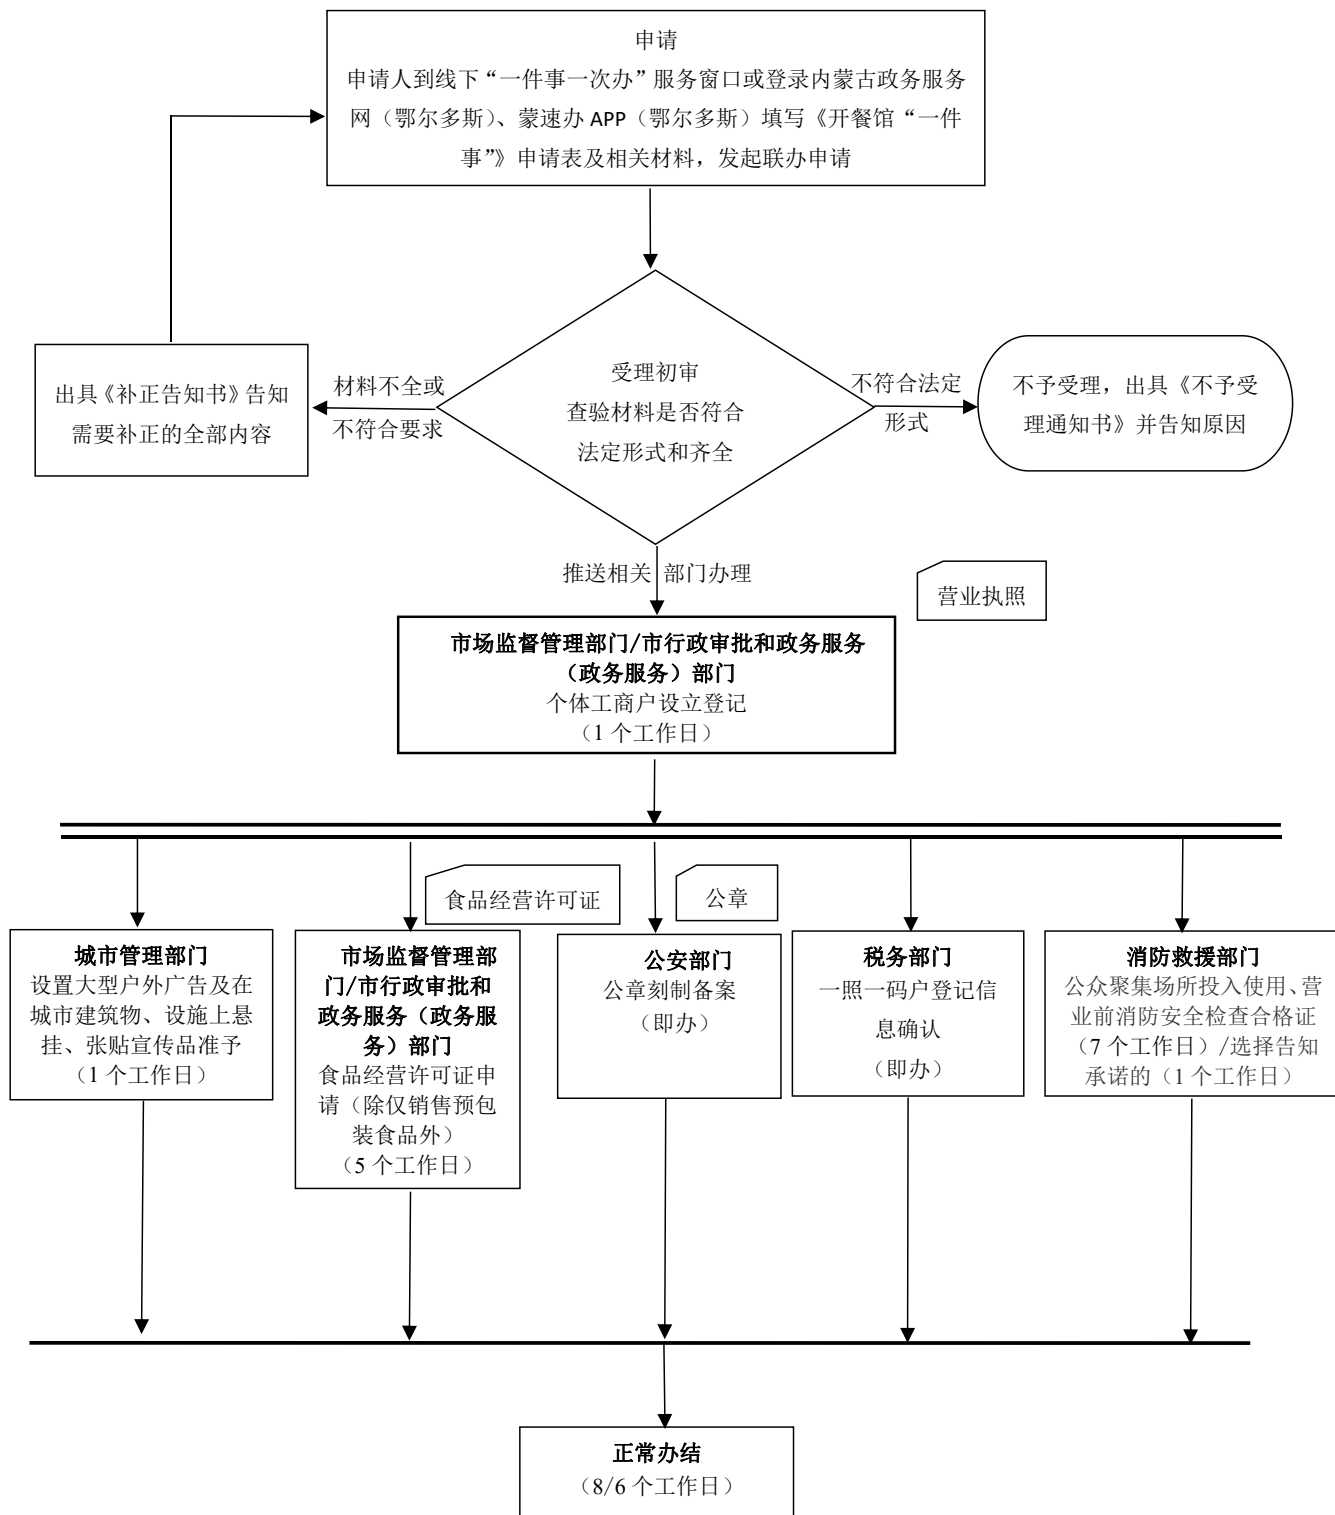 申请
申请人到线下“一件事一次办”服务窗口或登录内蒙古政务服务
网（鄂尔多斯）、蒙速办 APP（鄂尔多斯）填写《开餐馆“一件
事”》申请表及相关材料，发起联办申请
出具《补正告知书》告知
需要补正的全部内容
材料不全或
不符合要求
受理初审
查验材料是否符合
法定形式和齐全
不符合法定
形式
不予受理，出具《不予受
理通知书》并告知原因
推送相关 部门办理
营业执照
市场监督管理部门/市行政审批和政务服务
（政务服务）部门
个体工商户设立登记
（1 个工作日）
食品经营许可证
公章
城市管理部门
设置大型户外广告及在
城市建筑物、设施上悬
挂、张贴宣传品准予
（1 个工作日）
市场监督管理部
门/市行政审批和
政务服务（政务服
务）部门
食品经营许可证申
请（除仅销售预包
装食品外）
（5 个工作日）
公安部门
公章刻制备案
（即办）
税务部门
一照一码户登记信
息确认
（即办）
消防救援部门
公众聚集场所投入使用、营
业前消防安全检查合格证
（7 个工作日）/选择告知
承诺的（1 个工作日）
正常办结
（8/6 个工作日）